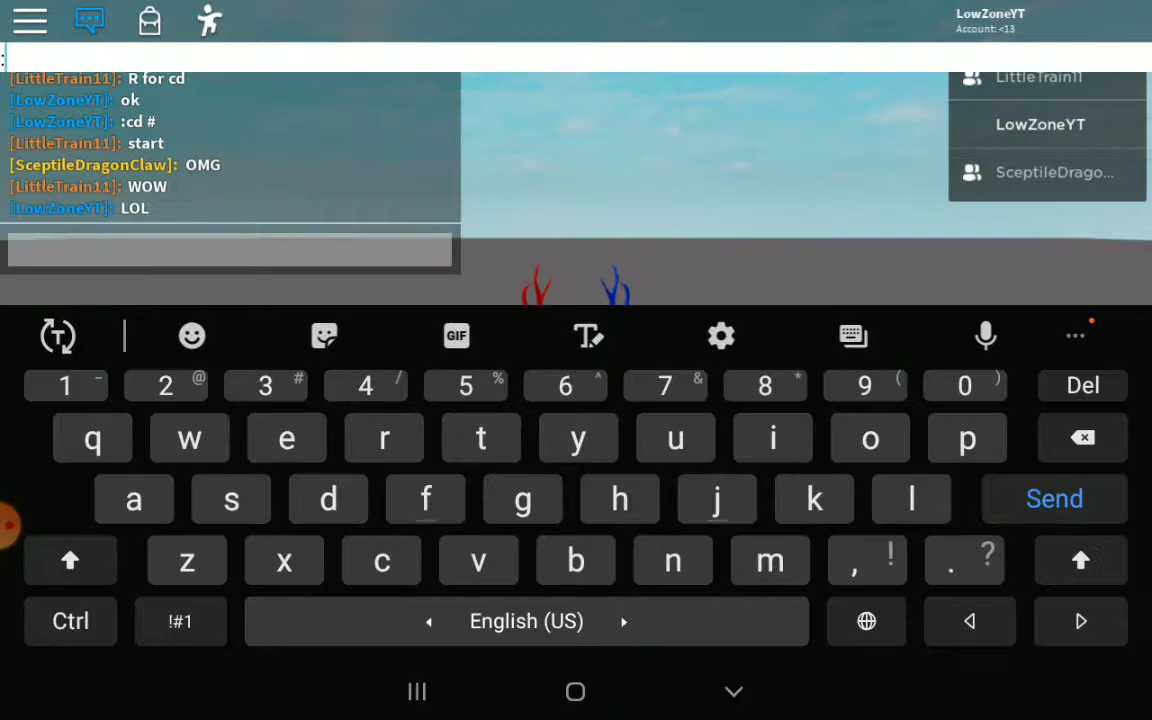 LowZoneYT
Account: <13
:
[LittleTrain11]: R for cd
[LowZoneYT]: ok
[LowZoneYT]: :cd #
[LittleTrain11]: start
[SceptileDragonClaw]: OMG
[LittleTrain11]: WOW
[LowZoneYT]: LOL
LittleTrain11
LowZoneYT
SceptileDrago...
T GIF T ...
1 - 2 @ 3 # 4 / 5 % 6 ^ 7 & 8 * 9 ( 0 ) Del
q w e r t y u i o p
a s d f g h j k l Send
z x c v b n m , ! . ?
Ctrl !#1 English (US)